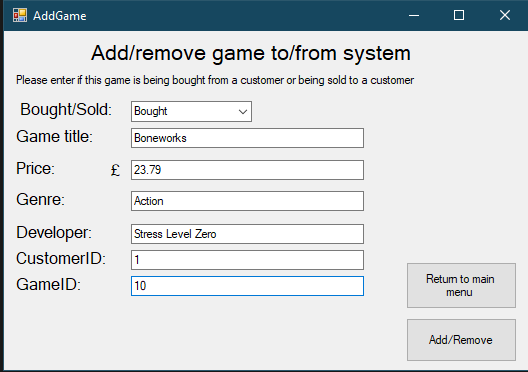 AddGame
Add/remove game to/from system
Please enter if this game is being bought from a customer or being sold to a customer
Bought/Sold: Bought
Game title: Boneworks
Price: £ 23.79
Genre: Action
Developer: Stress Level Zero
CustomerID: 1
GameID: 10
Return to main
menu
Add/Remove